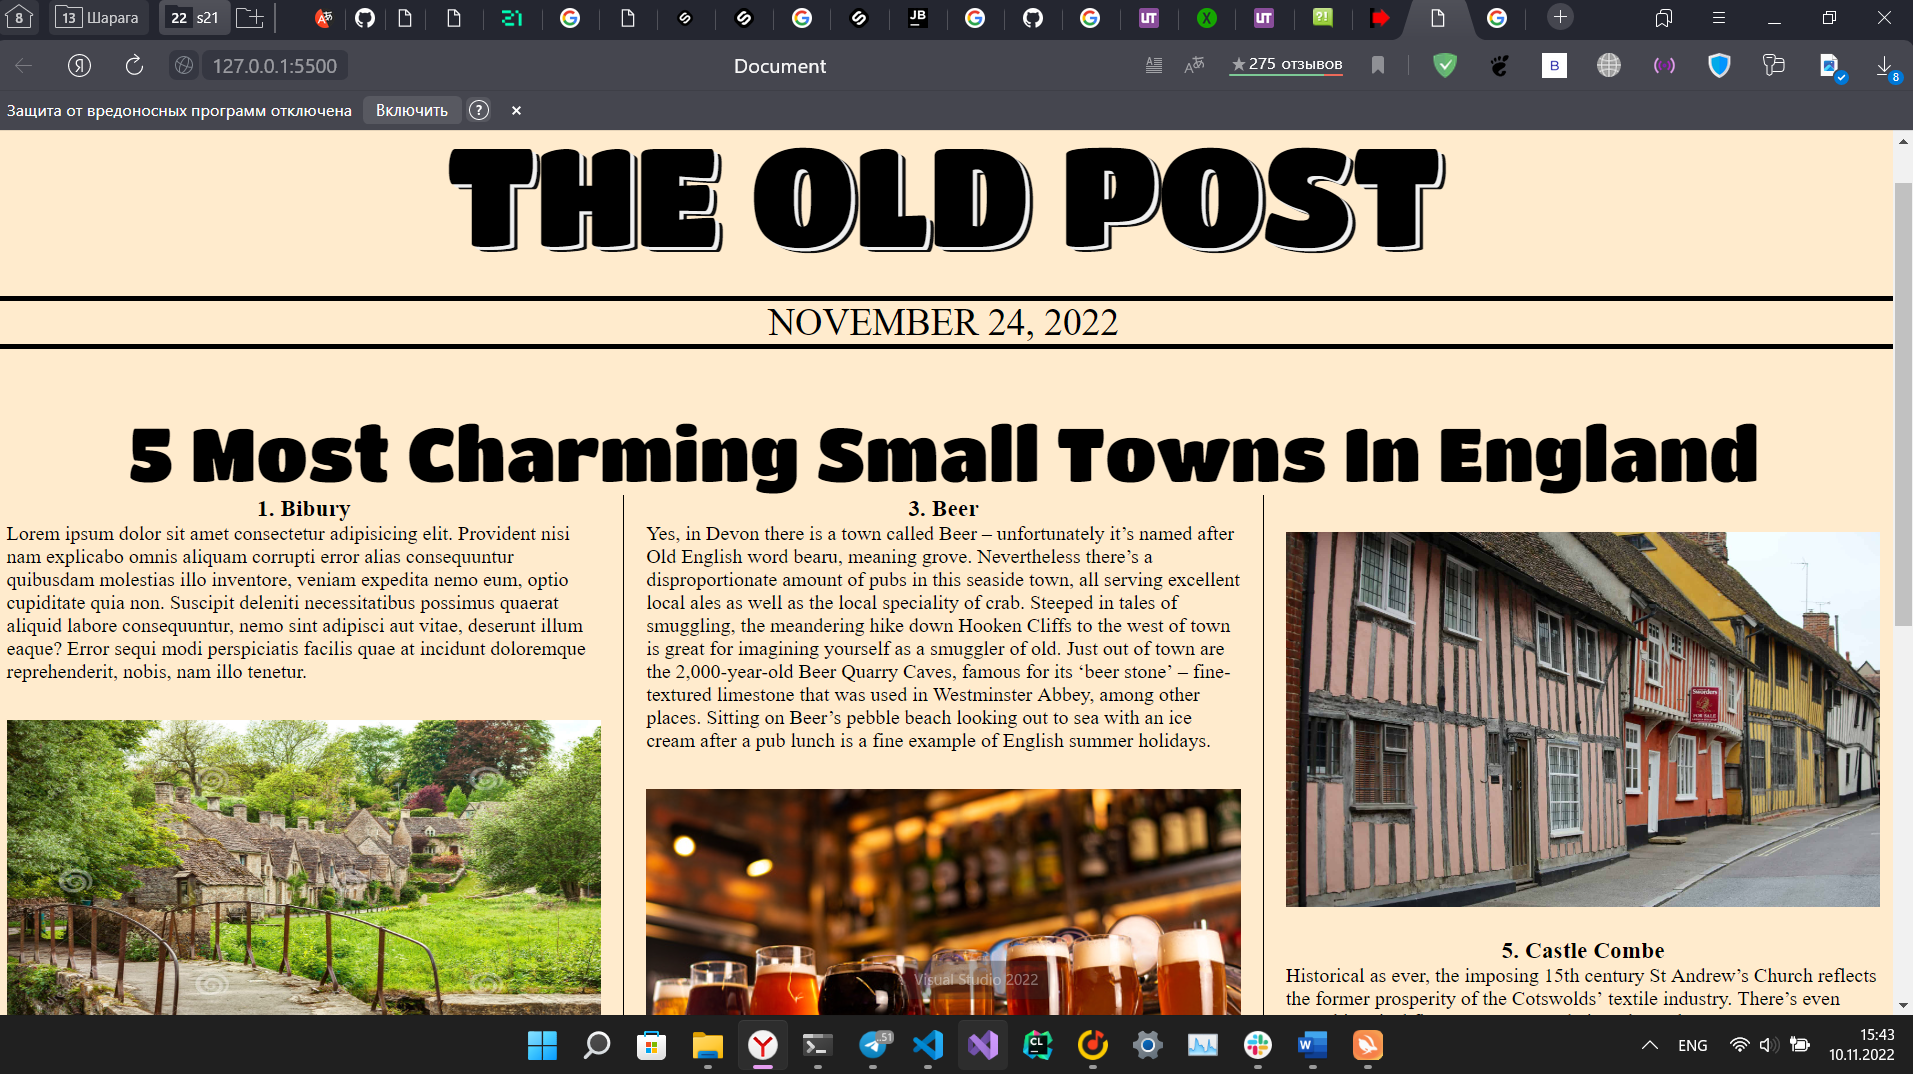 8
13 Шарага
22 s21
127.0.0.1:5500
Document
★ 275 отзывов
8
Защита от вредоносных программ отключена
Включить
THE OLD POST
NOVEMBER 24, 2022
5 Most Charming Small Towns In England
1. Bibury
Lorem ipsum dolor sit amet consectetur adipisicing elit. Provident nisi
nam explicabo omnis aliquam corrupti error alias consequuntur
quibusdam molestias illo inventore, veniam expedita nemo eum, optio
cupiditate quia non. Suscipit deleniti necessitatibus possimus quaerat
aliquid labore consequuntur, nemo sint adipisci aut vitae, deserunt illum
eaque? Error sequi modi perspiciatis facilis quae at incidunt doloremque
reprehenderit, nobis, nam illo tenetur.
3. Beer
Yes, in Devon there is a town called Beer – unfortunately it’s named after
Old English word bearu, meaning grove. Nevertheless there’s a
disproportionate amount of pubs in this seaside town, all serving excellent
local ales as well as the local speciality of crab. Steeped in tales of
smuggling, the meandering hike down Hooken Cliffs to the west of town
is great for imagining yourself as a smuggler of old. Just out of town are
the 2,000-year-old Beer Quarry Caves, famous for its ‘beer stone’ – fine-
textured limestone that was used in Westminster Abbey, among other
places. Sitting on Beer’s pebble beach looking out to sea with an ice
cream after a pub lunch is a fine example of English summer holidays.
Sworders
FOR SALE
5. Castle Combe
Historical as ever, the imposing 15th century St Andrew’s Church reflects
the former prosperity of the Cotswolds’ textile industry. There’s even
Visual Studio 2022
ENG
15:43
10.11.2022